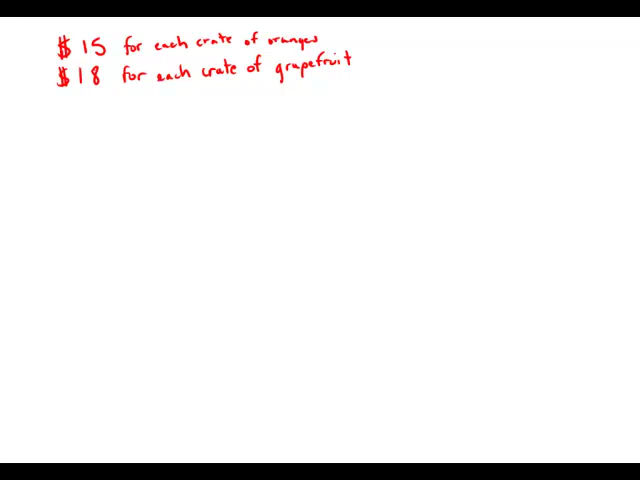 $ 15 for each crate of oranges
$ 18 for each crate of grapefruit